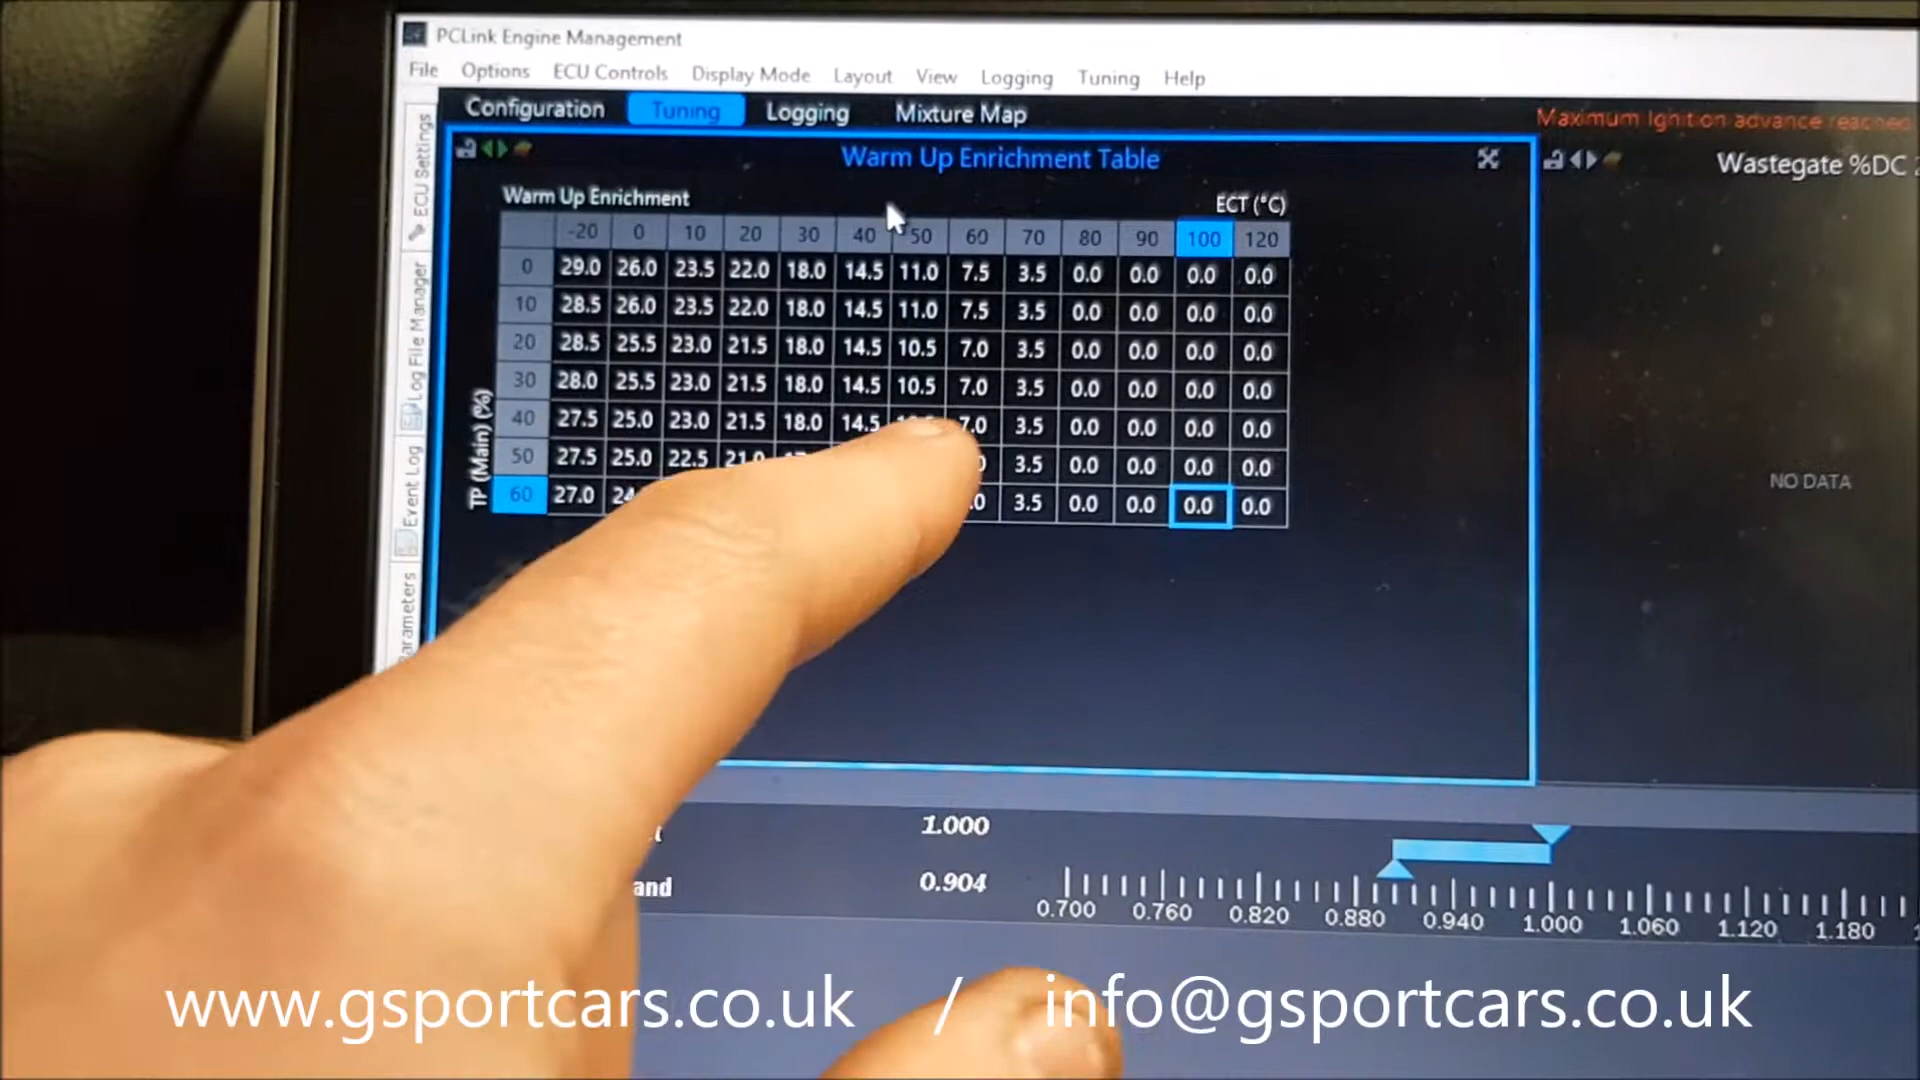 PCLink Engine Management
File Options ECU Controls Display Mode Layout View Logging Tuning Help
Configuration Tuning Logging Mixture Map
Maximum Ignition advance reached
Warm Up Enrichment Table
Wastegate %DC
Warm Up Enrichment
ECT (°C)
-20 0 10 20 30 40 50 60 70 80 90 100 120
0 29.0 26.0 23.5 22.0 18.0 14.5 11.0 7.5 3.5 0.0 0.0 0.0 0.0
10 28.5 26.0 23.5 22.0 18.0 14.5 11.0 7.5 3.5 0.0 0.0 0.0 0.0
20 28.5 25.5 23.0 21.5 18.0 14.5 10.5 7.0 3.5 0.0 0.0 0.0 0.0
30 28.0 25.5 23.0 21.5 18.0 14.5 10.5 7.0 3.5 0.0 0.0 0.0 0.0
40 27.5 25.0 23.0 21.5 18.0 14.5 7.0 3.5 0.0 0.0 0.0 0.0
50 27.5 25.0 22.5 21.0 3.5 0.0 0.0 0.0 0.0
60 27.0 3.5 0.0 0.0 0.0 0.0
TP (Main) (%)
ECU Settings
Log File Manager
Event Log
NO DATA
1.000
0.904
0.700 0.760 0.820 0.880 0.940 1.000 1.060 1.120 1.180
www.gsportcars.co.uk / info@gsportcars.co.uk